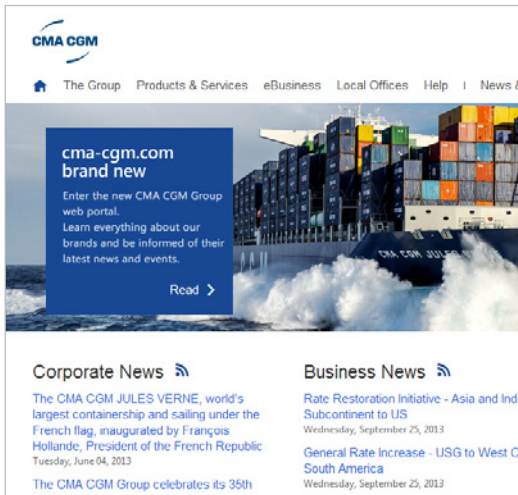 CMA CGM
The Group Products & Services eBusiness Local Offices Help | News &
cma-cgm.com
brand new
Enter the new CMA CGM Group
web portal.
Learn everything about our
brands and be informed of their
latest news and events.
Read >
CMA CGM JULES
Corporate News
The CMA CGM JULES VERNE, world's
largest containership and sailing under the
French flag, inaugurated by François
Hollande, President of the French Republic
Tuesday, June 04, 2013
The CMA CGM Group celebrates its 35th
Business News
Rate Restoration Initiative - Asia and Ind
Subcontinent to US
Wednesday, September 25, 2013
General Rate Increase - USG to West C
South America
Wednesday, September 25, 2013